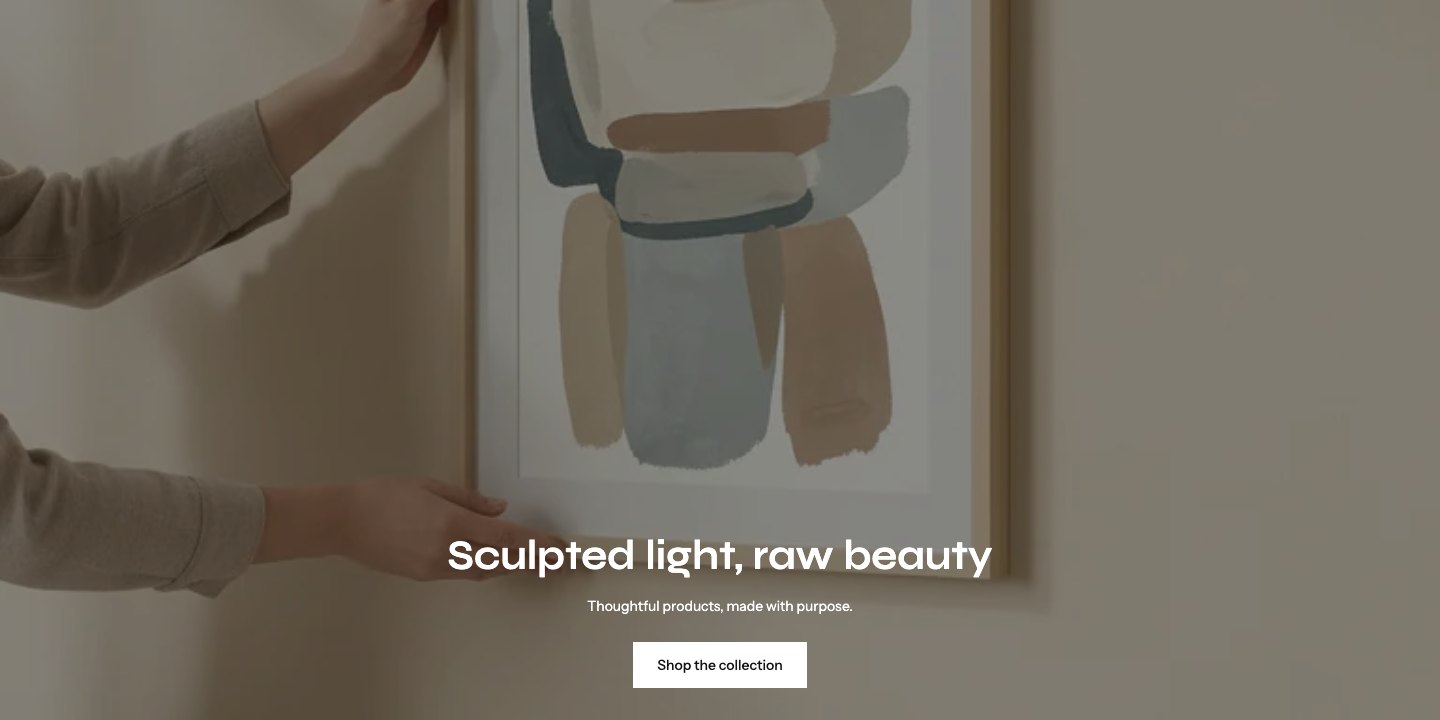 Sculpted light, raw beauty
Thoughtful products, made with purpose.
Shop the collection